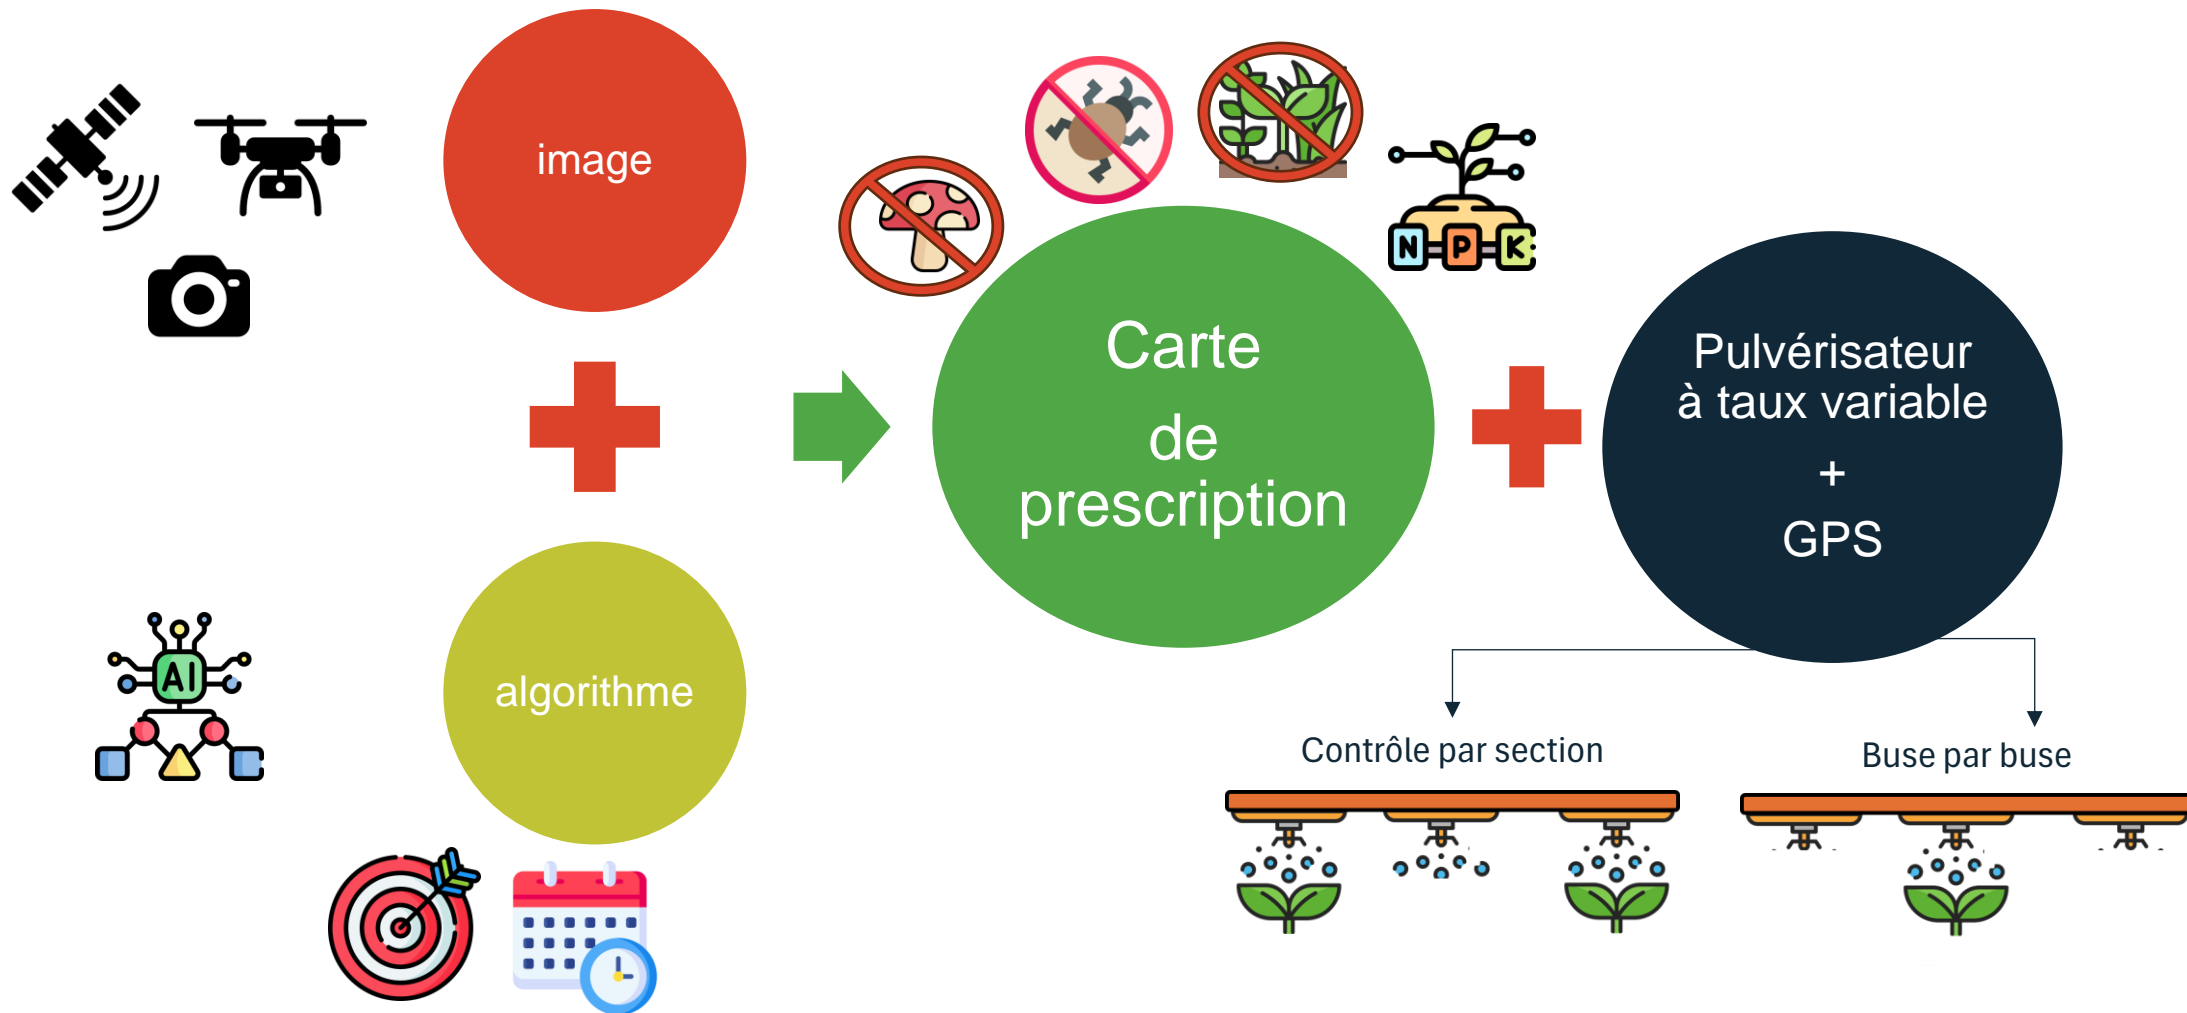 image
N P K
Carte
de
prescription
Pulvérisateur
à taux variable
+
GPS
AI
algorithme
Contrôle par section
Buse par buse